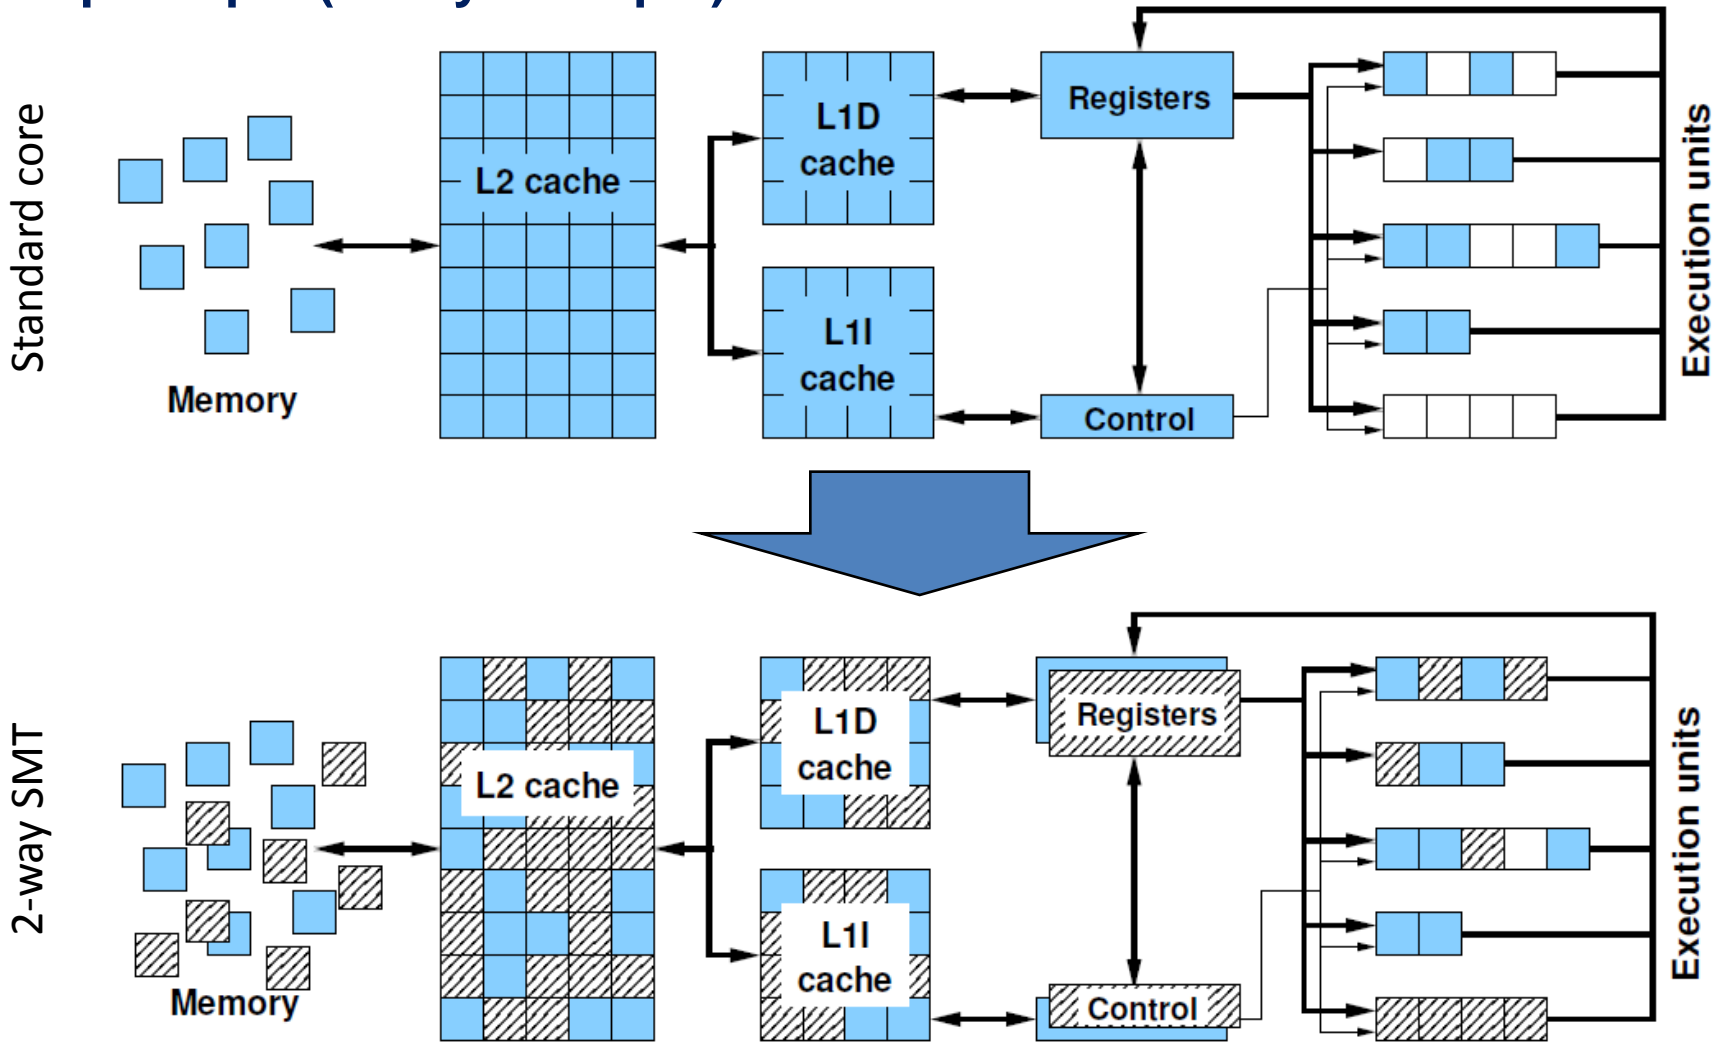 Standard core
Memory
L2 cache
L1D
cache
L1I
cache
Registers
Control
Execution units
2-way SMT
Memory
L2 cache
L1D
cache
L1I
cache
Registers
Control
Execution units